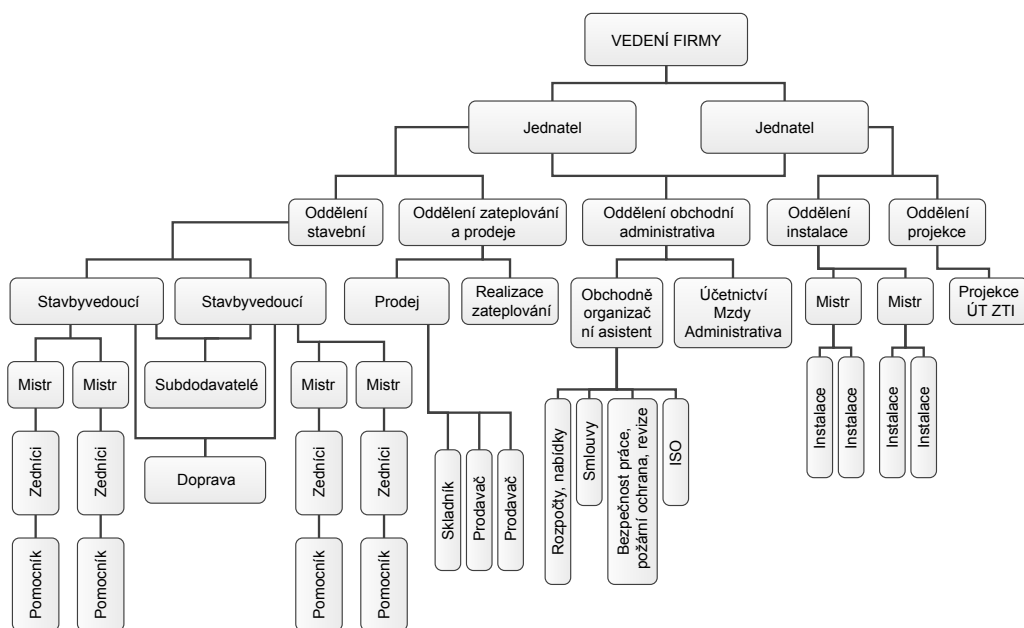 VEDENÍ FIRMY
Jednatel
Jednatel
Oddělení
stavební
Oddělení zateplování
a prodeje
Oddělení obchodní
administrativa
Oddělení
instalace
Oddělení
projekce
Stavbyvedoucí
Stavbyvedoucí
Prodej
Realizace
zateplování
Obchodně
organizač
ní asistent
Účetnictví
Mzdy
Administrativa
Mistr
Mistr
Projekce
ÚT ZTI
Mistr
Mistr
Subdodavatelé
Mistr
Mistr
Instalace
Instalace
Instalace
Instalace
Zedníci
Zedníci
Doprava
Zedníci
Zedníci
Skladník
Prodavač
Prodavač
Rozpočty, nabídky
Smlouvy
Bezpečnost práce,
požární ochrana, revize
ISO
Pomocník
Pomocník
Pomocník
Pomocník